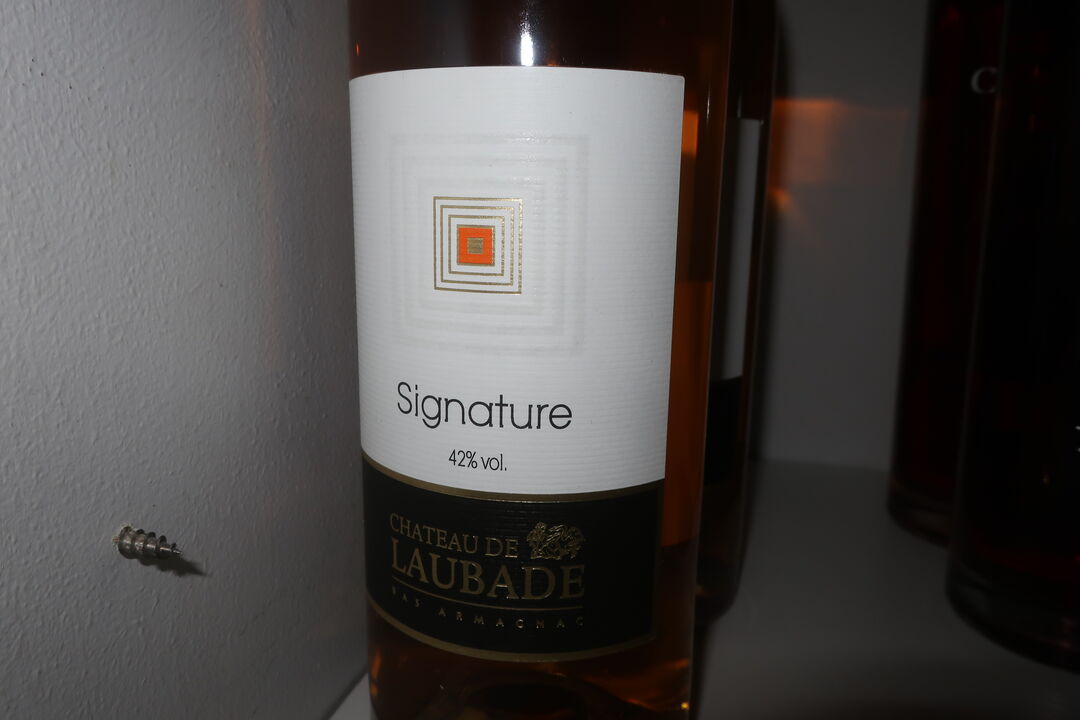 Signature
42% vol.
CHATEAU DE
LAUBADE
BAS ARMAGNAC
C